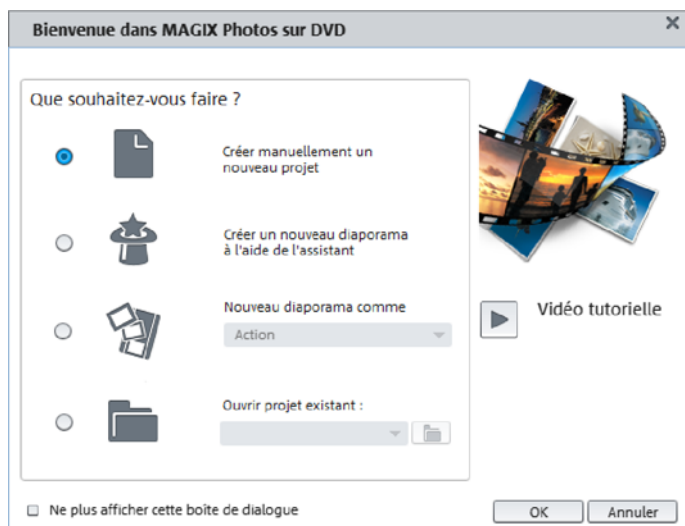 Bienvenue dans MAGIX Photos sur DVD
Que souhaitez-vous faire ?
Créer manuellement un
nouveau projet
Créer un nouveau diaporama
à l'aide de l'assistant
Nouveau diaporama comme
Action
Vidéo tutorielle
Ouvrir projet existant :
Ne plus afficher cette boîte de dialogue
OK
Annuler